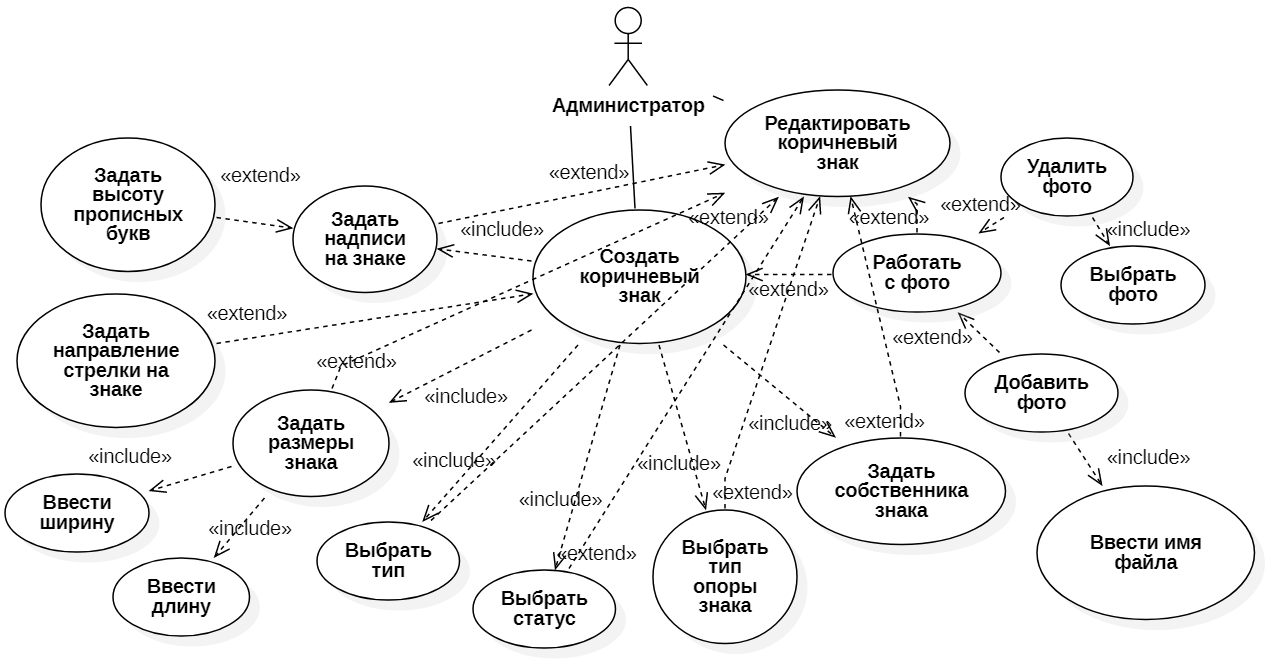 Администратор
Редактировать
коричневый
знак
Задать
высоту
прописных
букв
«extend»
«extend»
Удалить
фото
Задать
надписи
на знаке
«include»
«extend»
«extend»
«extend»
«include»
Создать
коричневый
знак
Работать
с фото
Выбрать
фото
«extend»
Задать
направление
стрелки на
знаке
«extend»
«extend»
«extend»
«include»
Добавить
фото
Задать
размеры
знака
«include»
«extend»
«include»
«include»
«include»
«include»
Ввести
ширину
Задать
собственника
знака
«include»
«include»
«extend»
Ввести имя
файла
Выбрать
тип
«extend»
Выбрать
тип
опоры
знака
Ввести
длину
Выбрать
статус